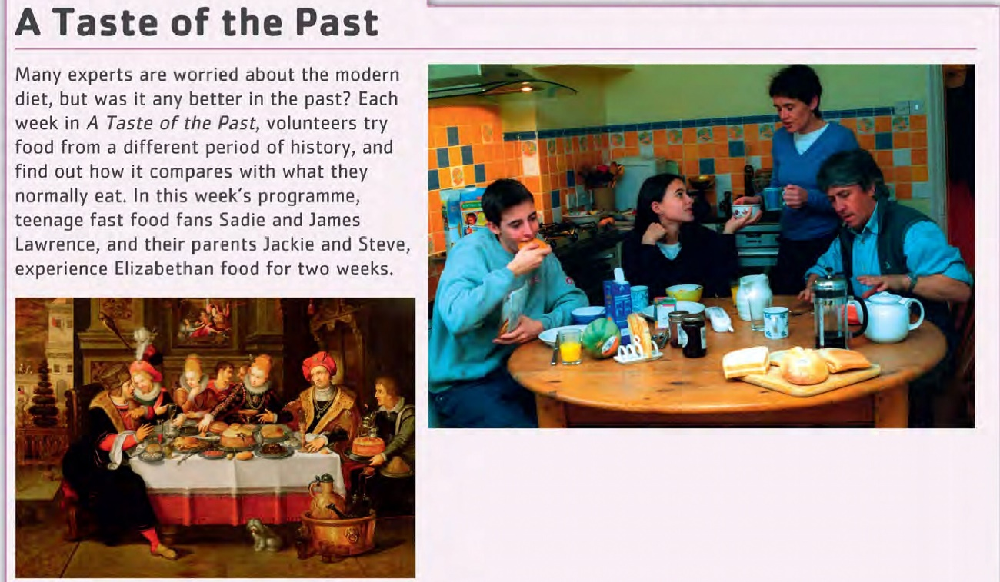 A Taste of the Past
Many experts are worried about the modern
diet, but was it any better in the past? Each
week in A Taste of the Past, volunteers try
food from a different period of history, and
find out how it compares with what they
normally eat. In this week's programme,
teenage fast food fans Sadie and James
Lawrence, and their parents Jackie and Steve,
experience Elizabethan food for two weeks.